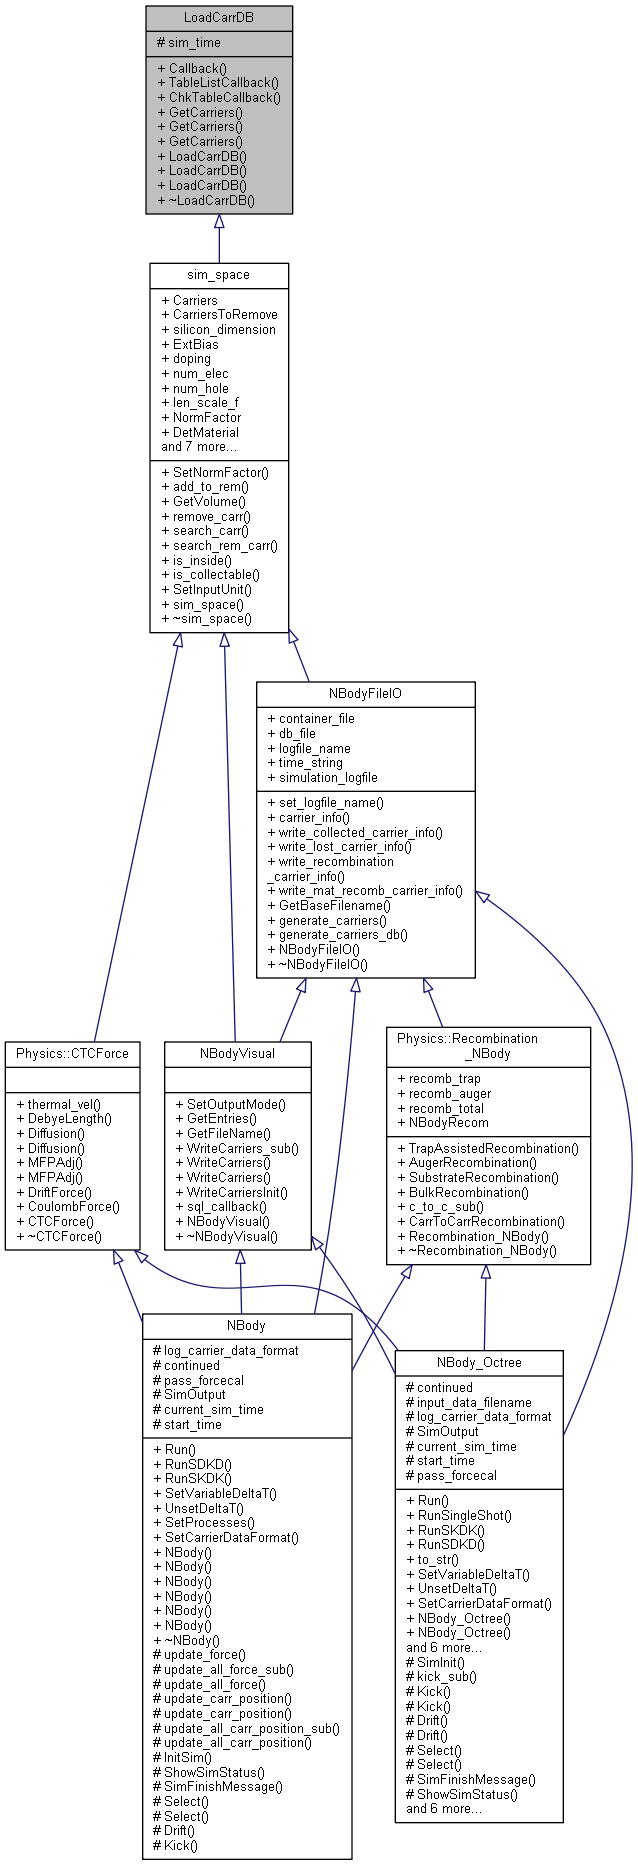 LoadCarrDB
# sim_time
+ Callback()
+ TableListCallback()
+ ChkTableCallback()
+ GetCarriers()
+ GetCarriers()
+ GetCarriers()
+ LoadCarrDB()
+ LoadCarrDB()
+ LoadCarrDB()
+ ~LoadCarrDB()
sim_space
+ Carriers
+ CarriersToRemove
+ silicon_dimension
+ ExtBias
+ doping
+ num_elec
+ num_hole
+ len_scale_f
+ NormFactor
+ DetMaterial
and 7 more...
+ SetNormFactor()
+ add_to_rem()
+ GetVolume()
+ remove_carr()
+ search_carr()
+ search_rem_carr()
+ is_inside()
+ is_collectable()
+ SetInputUnit()
+ sim_space()
+ ~sim_space()
NBodyFileIO
+ container_file
+ db_file
+ logfile_name
+ time_string
+ simulation_logfile
+ set_logfile_name()
+ carrier_info()
+ write_collected_carrier_info()
+ write_lost_carrier_info()
+ write_recombination
_carrier_info()
+ write_mat_recomb_carrier_info()
+ GetBaseFilename()
+ generate_carriers()
+ generate_carriers_db()
+ NBodyFileIO()
+ ~NBodyFileIO()
Physics::CTCForce
+ thermal_vel()
+ DebyeLength()
+ Diffusion()
+ Diffusion()
+ MFPAdj()
+ MFPAdj()
+ DriftForce()
+ CoulombForce()
+ CTCForce()
+ ~CTCForce()
NBodyVisual
+ SetOutputMode()
+ GetEntries()
+ GetFileName()
+ WriteCarriers_sub()
+ WriteCarriers()
+ WriteCarriers()
+ WriteCarriersInit()
+ sql_callback()
+ NBodyVisual()
+ ~NBodyVisual()
Physics::Recombination
_NBody
+ recomb_trap
+ recomb_auger
+ recomb_total
+ NBodyRecom
+ TrapAssistedRecombination()
+ AugerRecombination()
+ SubstrateRecombination()
+ BulkRecombination()
+ c_to_c_sub()
+ CarrToCarrRecombination()
+ Recombination_NBody()
+ ~Recombination_NBody()
NBody
# log_carrier_data_format
# continued
# pass_forcecal
# SimOutput
# current_sim_time
# start_time
+ Run()
+ RunSDKD()
+ RunSKDK()
+ SetVariableDeltaT()
+ UnsetDeltaT()
+ SetProcesses()
+ SetCarrierDataFormat()
+ NBody()
+ NBody()
+ NBody()
+ NBody()
+ NBody()
+ NBody()
+ ~NBody()
# update_force()
# update_all_force_sub()
# update_all_force()
# update_carr_position()
# update_carr_position()
# update_all_carr_position_sub()
# update_all_carr_position()
# InitSim()
# ShowSimStatus()
# SimFinishMessage()
# Select()
# Select()
# Drift()
# Kick()
NBody_Octree
# continued
# input_data_filename
# log_carrier_data_format
# SimOutput
# current_sim_time
# start_time
# pass_forcecal
+ Run()
+ RunSingleShot()
+ RunSKDK()
+ RunSDKD()
+ to_str()
+ SetVariableDeltaT()
+ UnsetDeltaT()
+ SetCarrierDataFormat()
+ NBody_Octree()
+ NBody_Octree()
and 6 more...
# SimInit()
# kick_sub()
# Kick()
# Kick()
# Drift()
# Drift()
# Select()
# Select()
# SimFinishMessage()
# ShowSimStatus()
and 6 more...